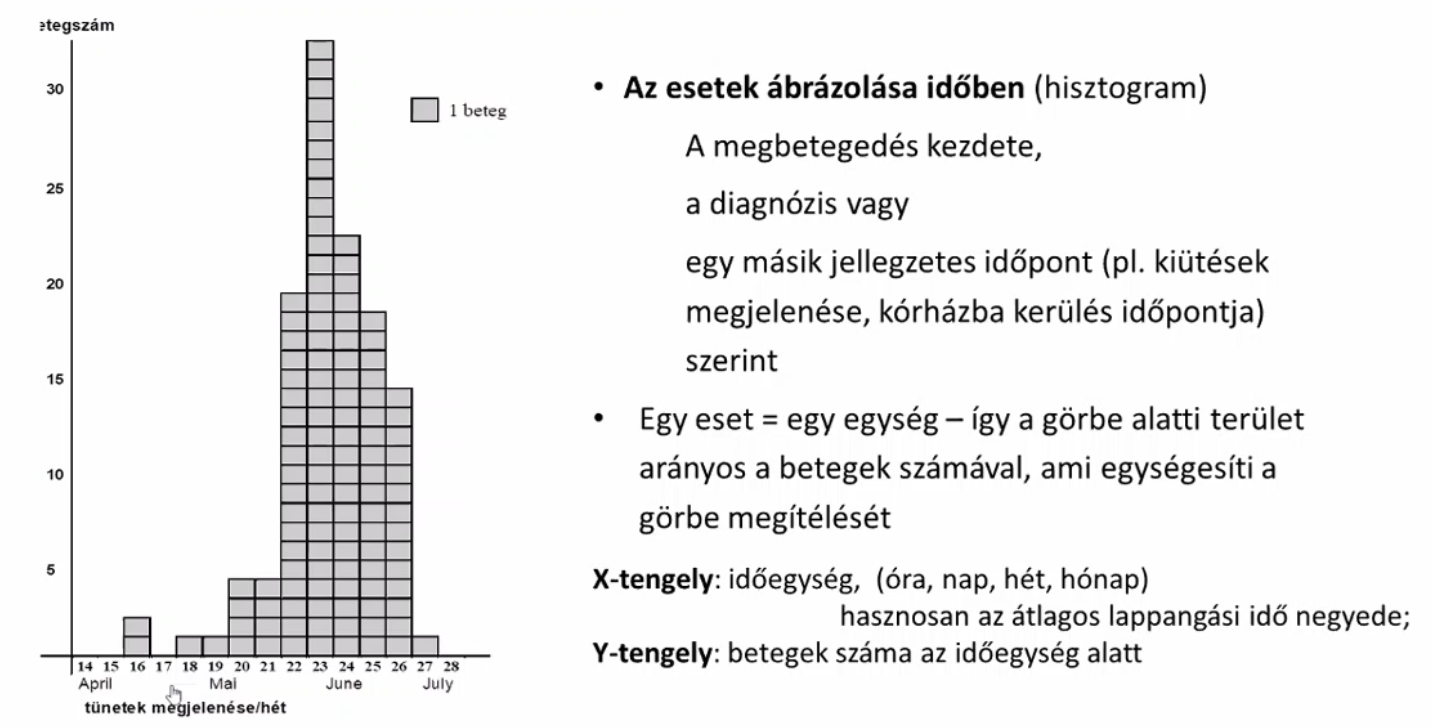 etegszám
30
25
20
15
10
5
1 beteg
14 15 16 17 18 19 20 21 22 23 24 25 26 27 28
April Mai June July
tünetek megjelenése/hét
• Az esetek ábrázolása időben (hisztogram)
A megbetegedés kezdete,
a diagnózis vagy
egy másik jellegzetes időpont (pl. kiütések
megjelenése, kórházba kerülés időpontja)
szerint
• Egy eset = egy egység – így a görbe alatti terület
arányos a betegek számával, ami egységesíti a
görbe megítélését
X-tengely: időegység, (óra, nap, hét, hónap)
hasznosan az átlagos lappangási idő negyede;
Y-tengely: betegek száma az időegység alatt